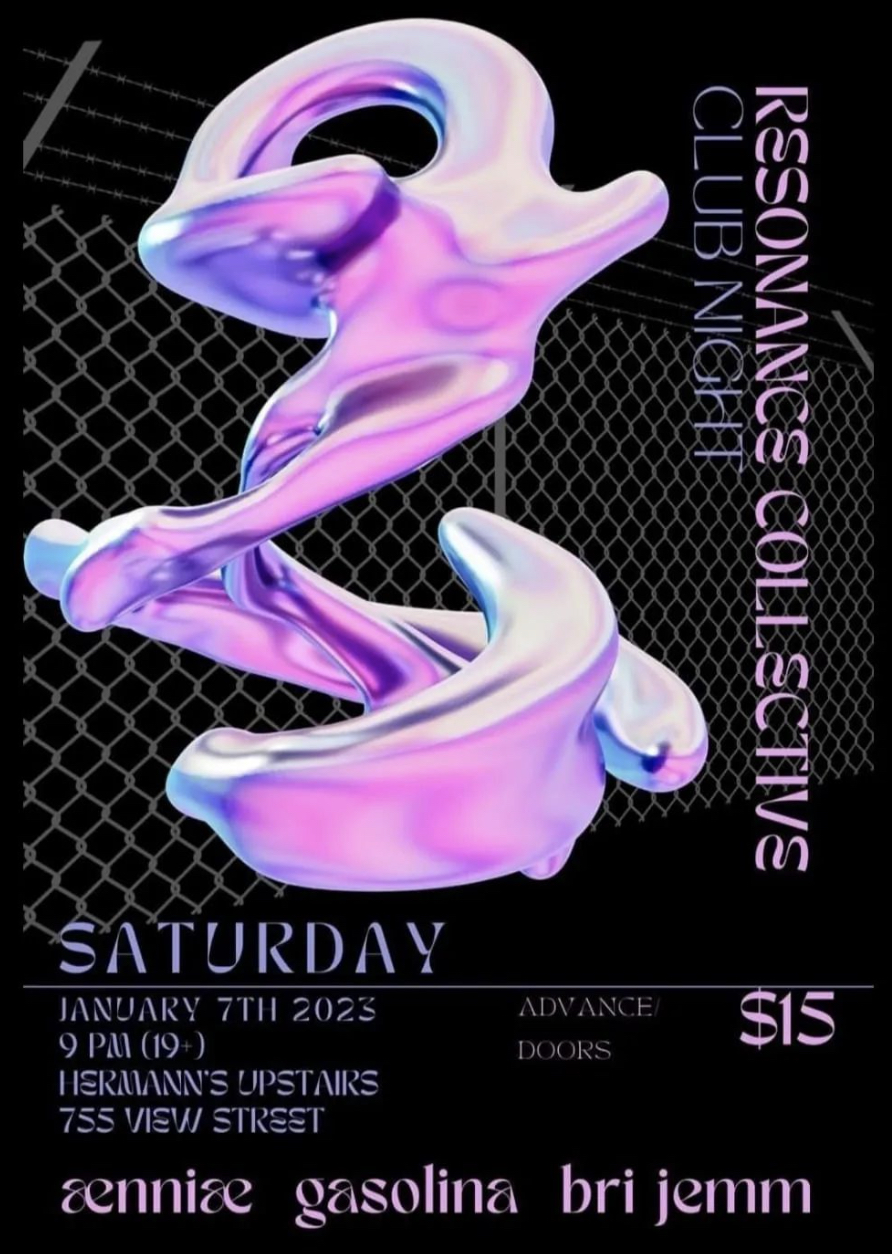 RESONANCE COLLECTIVE
CLUB NIGHT
SATURDAY
JANUARY 7TH 2023
9 PM (19+)
HERMANN'S UPSTAIRS
755 VIEW STREET
ADVANCE/
DOORS
$15
ænniæ gasolina bri jemm